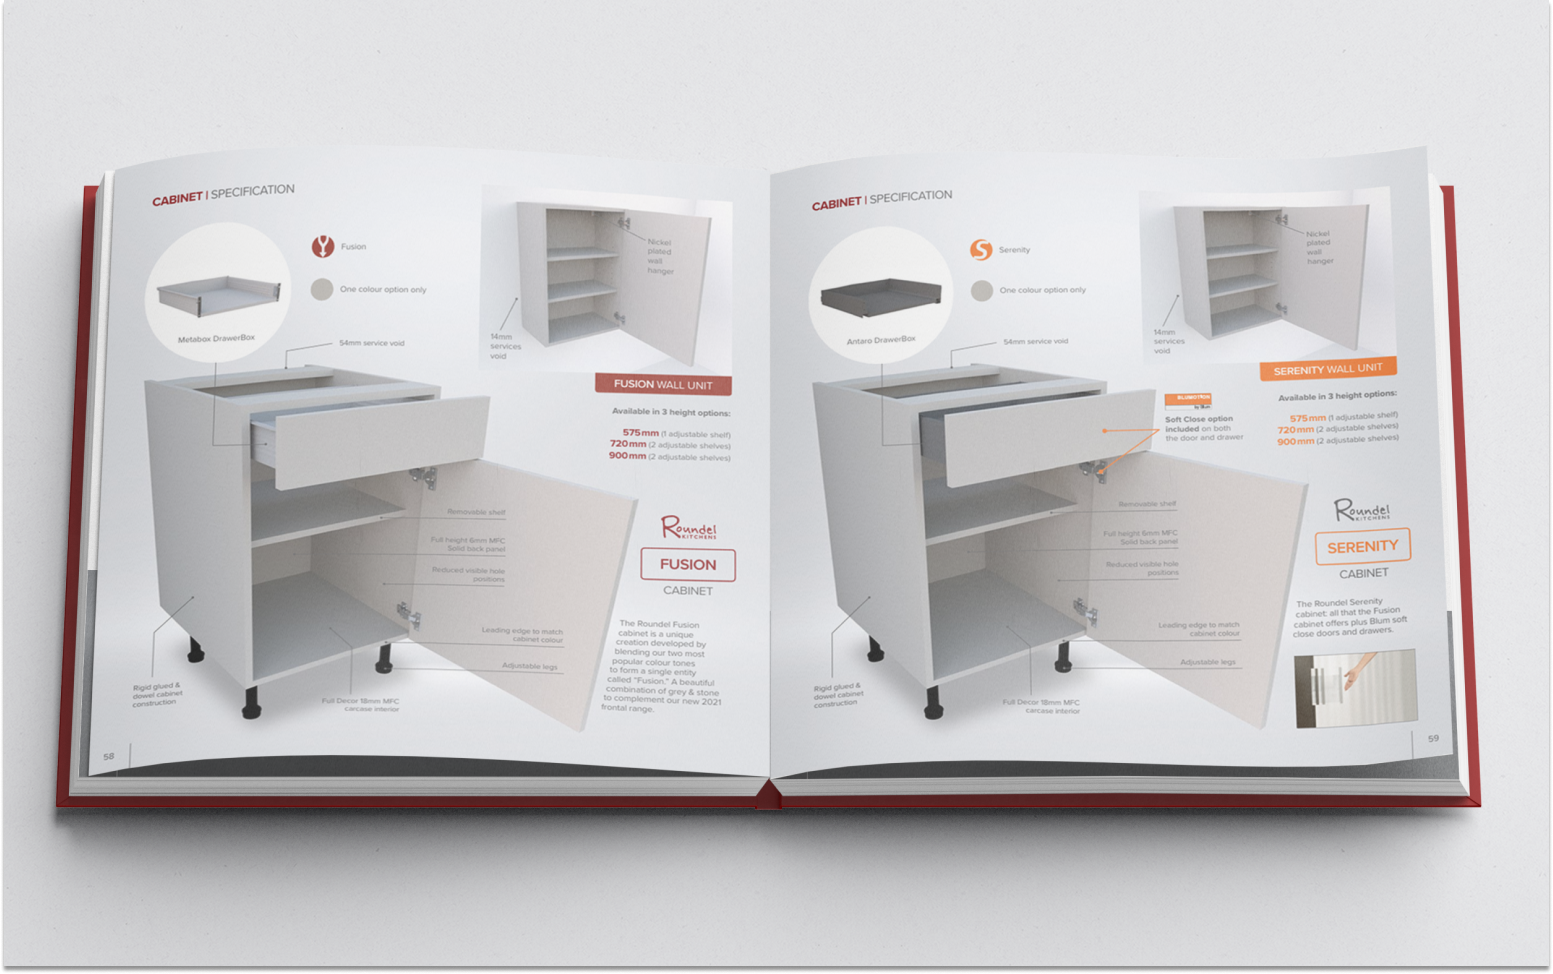 CABINET | SPECIFICATION
Fusion
One colour option only
Metabox DrawerBox
54mm service void
Nickel
plated
wall
hanger
14mm
services
void
FUSION WALL UNIT
Available in 3 height options:
575mm (1 adjustable shelf)
720mm (2 adjustable shelves)
900mm (2 adjustable shelves)
Removable shelf
Full height 6mm MFC
Solid back panel
Reduced visible hole
positions
Leading edge to match
cabinet colour
Adjustable legs
Rigid glued &
dowel cabinet
construction
Full Decor 18mm MFC
carcase interior
Roundel
KITCHENS
FUSION
CABINET
The Roundel Fusion
cabinet is a unique
creation developed by
blending our two most
popular colour tones
to form a single entity
called "Fusion." A beautiful
combination of grey & stone
to complement our new 2021
frontal range.
58
CABINET | SPECIFICATION
Serenity
One colour option only
Antaro DrawerBox
54mm service void
Nickel
plated
wall
hanger
14mm
services
void
SERENITY WALL UNIT
Available in 3 height options:
575mm (1 adjustable shelf)
720mm (2 adjustable shelves)
900mm (2 adjustable shelves)
BLUMOTION
by Blum
Soft Close option
included on both
the door and drawer
Removable shelf
Full height 6mm MFC
Solid back panel
Reduced visible hole
positions
Leading edge to match
cabinet colour
Adjustable legs
Rigid glued &
dowel cabinet
construction
Full Decor 18mm MFC
carcase interior
Roundel
KITCHENS
SERENITY
CABINET
The Roundel Serenity
cabinet: all that the Fusion
cabinet offers plus Blum soft
close doors and drawers.
59